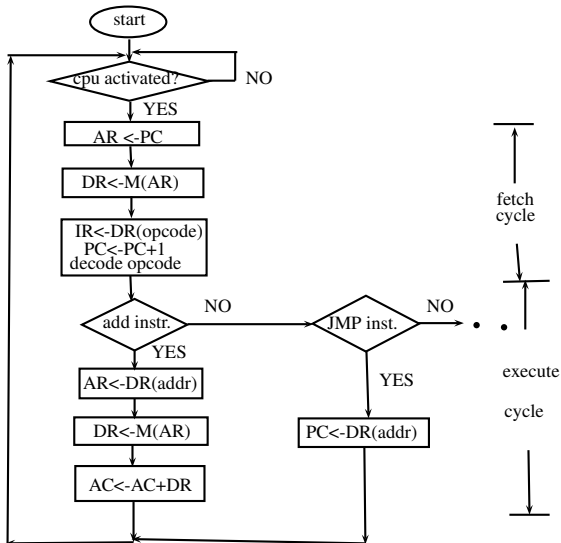 start
cpu activated?
NO
YES
AR <-PC
DR<-M(AR)
IR<-DR(opcode)
PC<-PC+1
decode opcode
fetch
cycle
add instr.
NO
JMP inst.
NO
YES
YES
AR<-DR(addr)
DR<-M(AR)
PC<-DR(addr)
AC<-AC+DR
execute
cycle